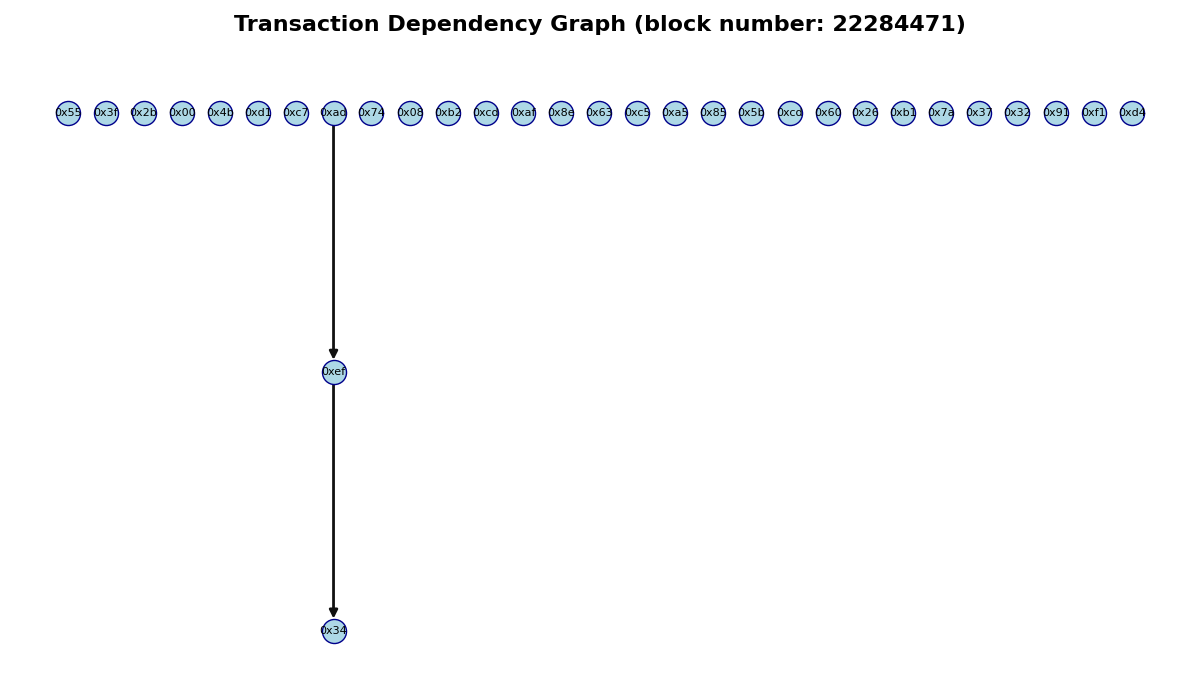 Transaction Dependency Graph (block number: 22284471)
0x55 0x3f 0x2b 0x00 0x4b 0xd1 0xc7 0xad 0x74 0x08 0xb2 0xcd 0xaf 0x8e 0x63 0xc5 0xa5 0x85 0x5b 0xcd 0x60 0x26 0xb1 0x7a 0x37 0x32 0x91 0xf1 0xd4
0xef
0x34